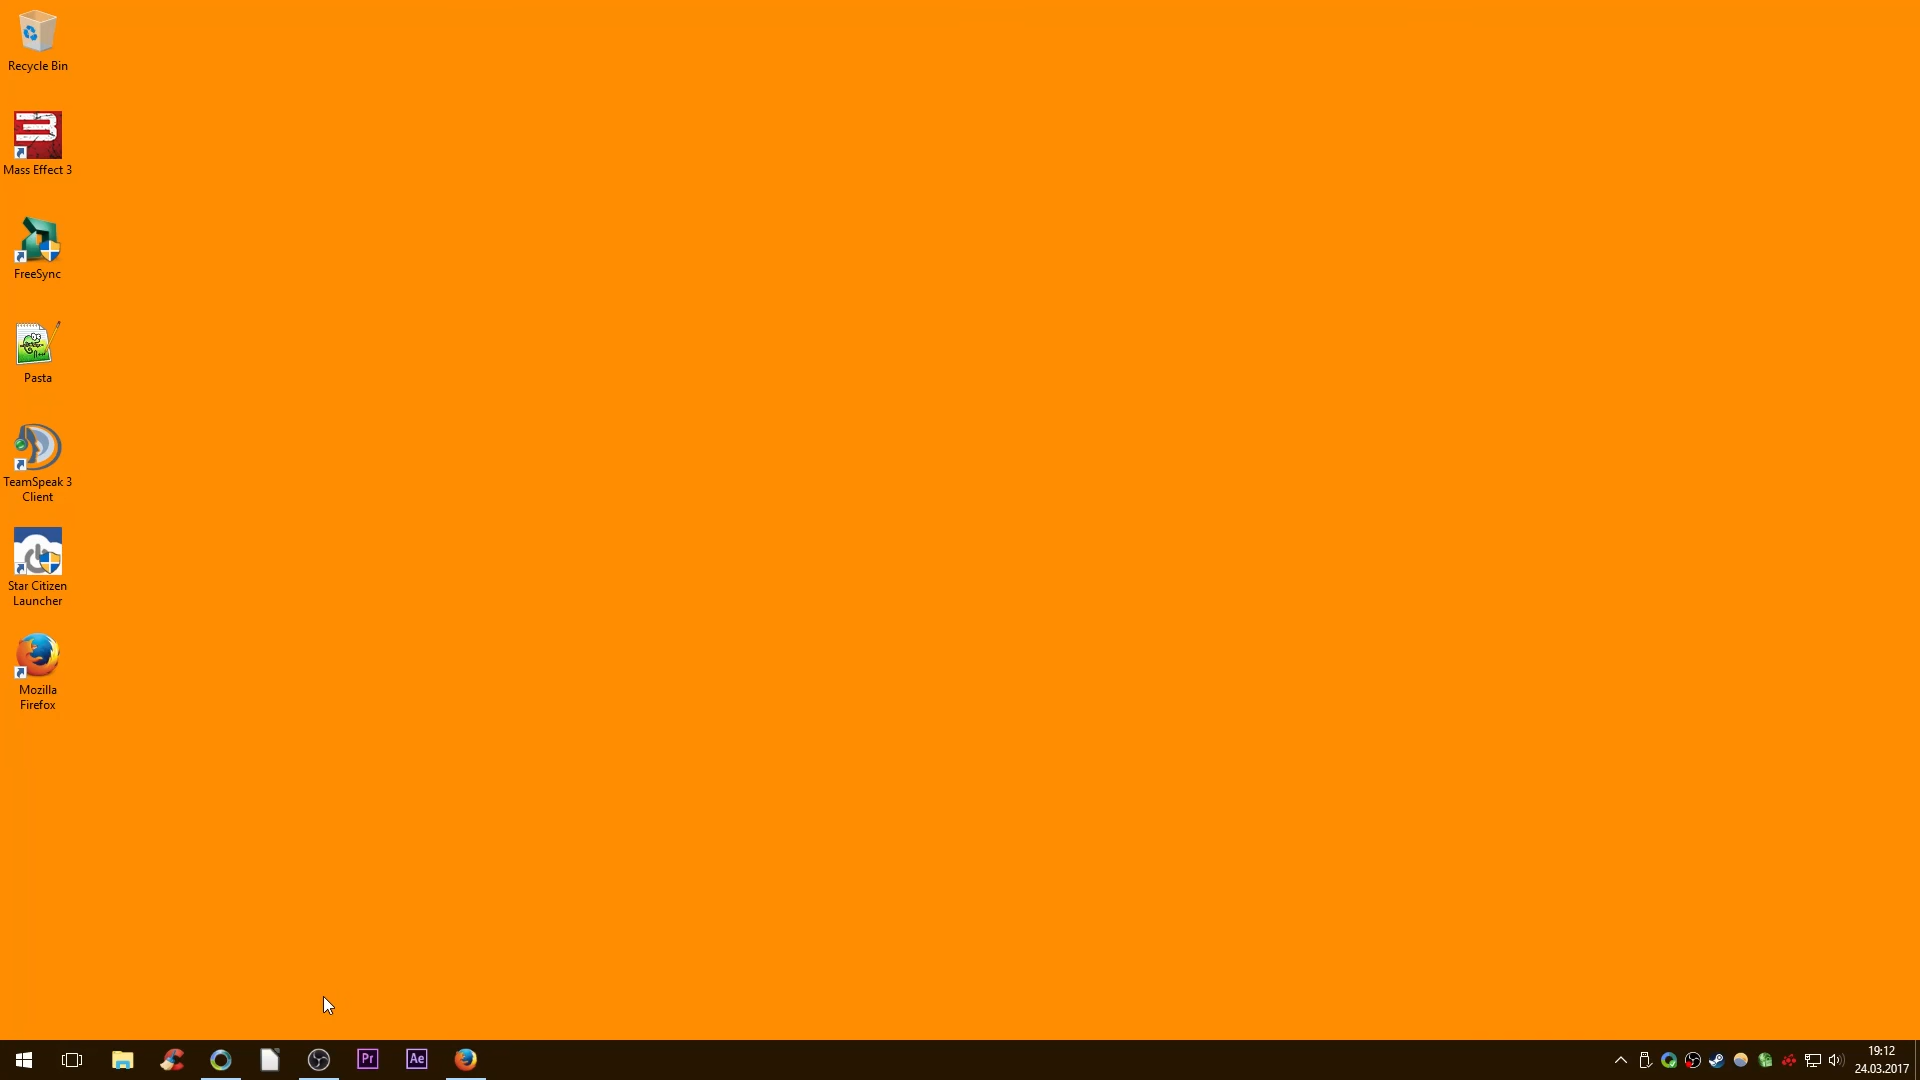 Recycle Bin
Mass Effect 3
FreeSync
Pasta
TeamSpeak 3
Client
Star Citizen
Launcher
Mozilla
Firefox
Pr
Ae
19:12
24.03.2017